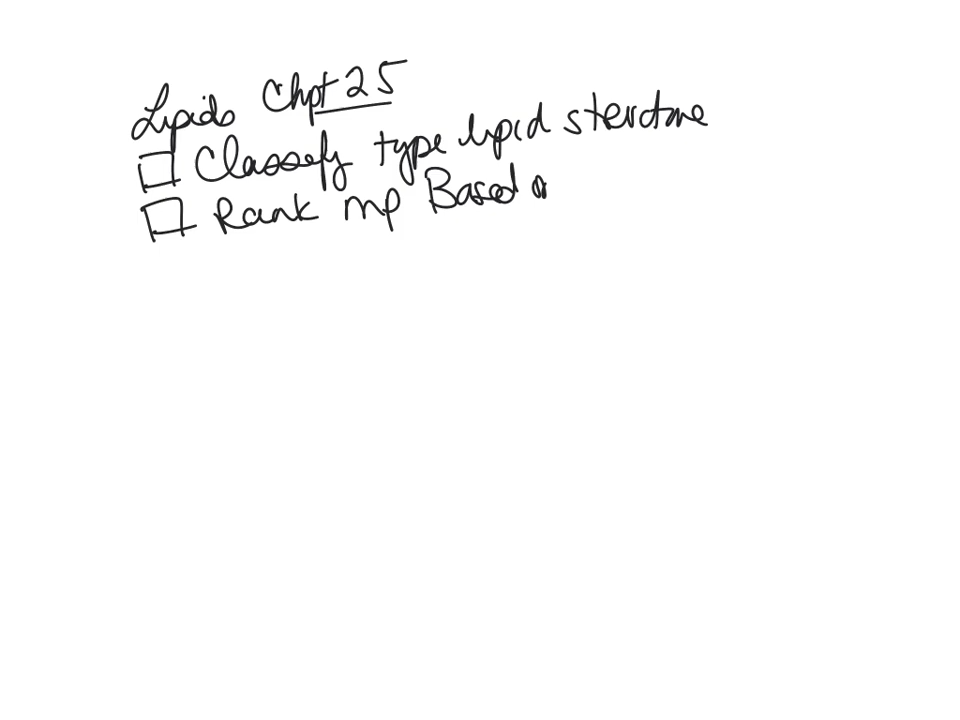 Lipids Chpt 25
Classify type lipid structure
Rank mp Based